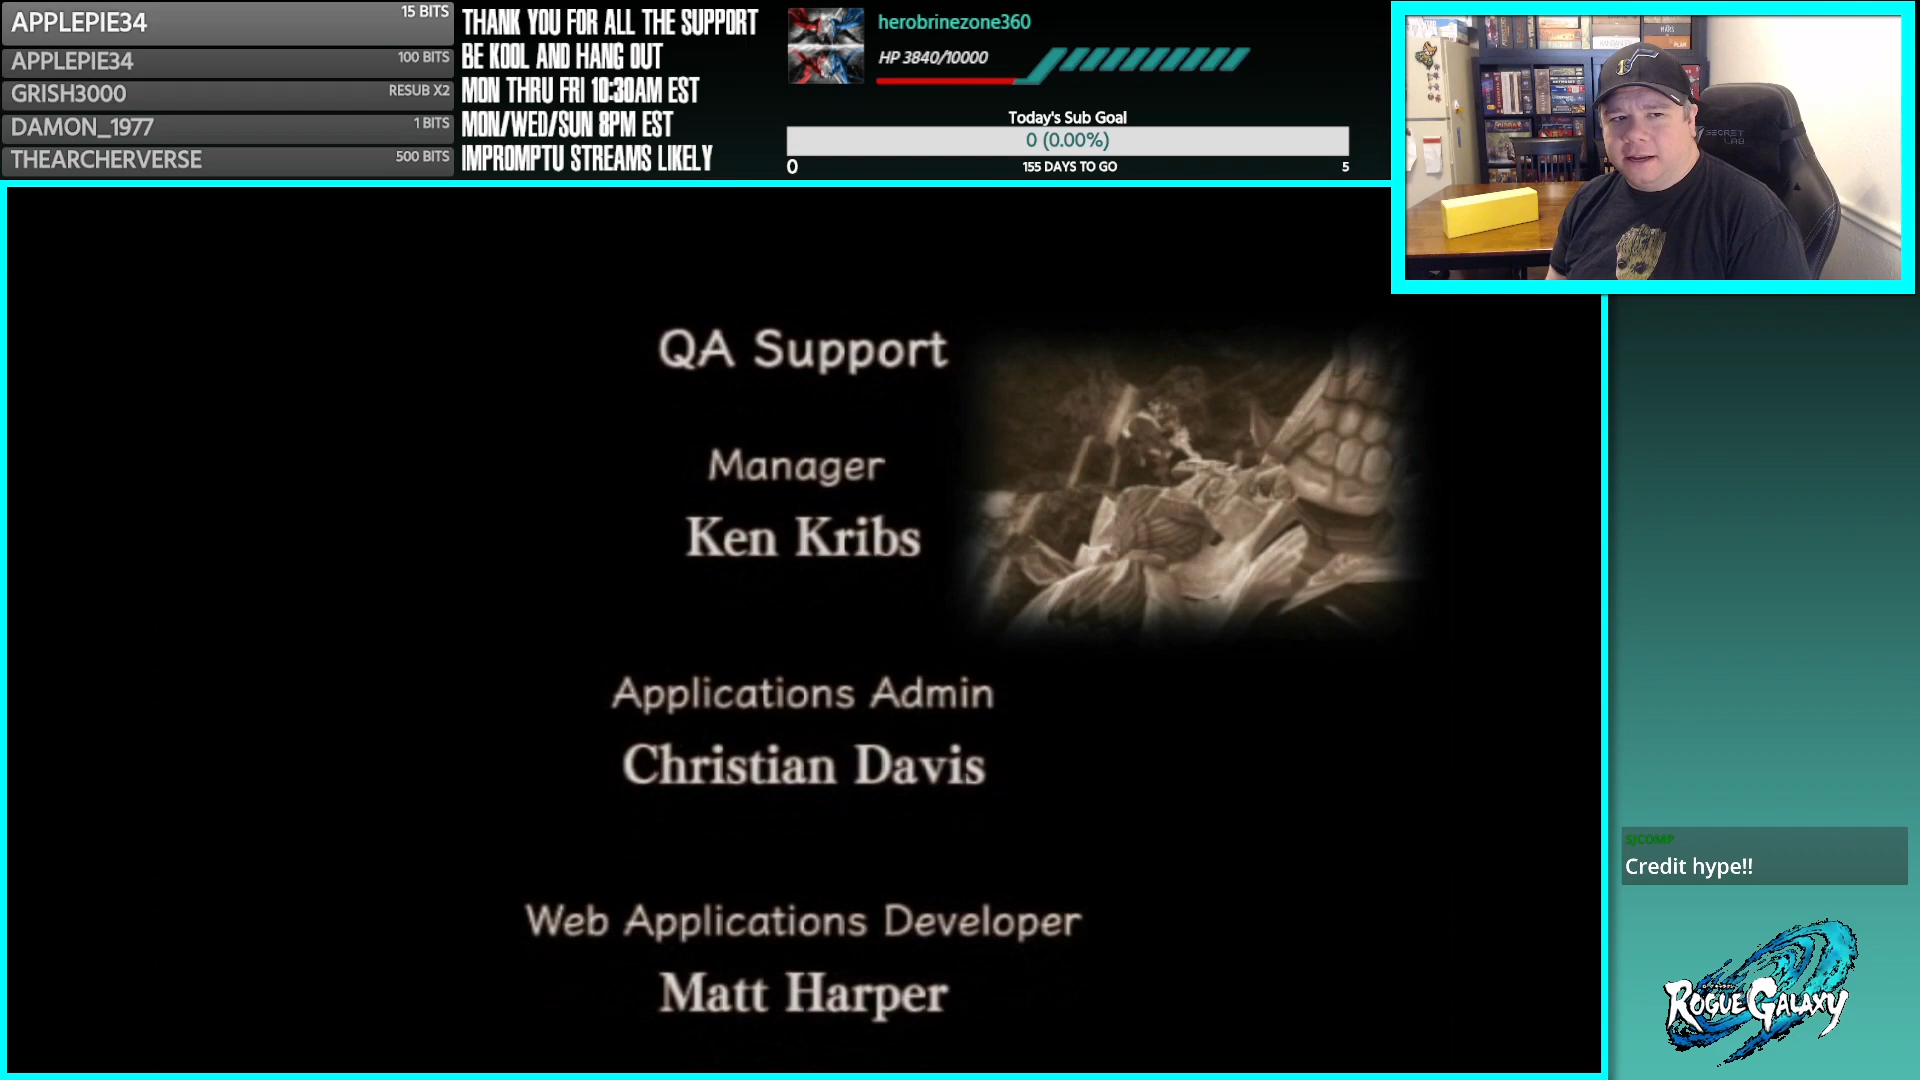 APPLEPIE34 15 BITS
APPLEPIE34 100 BITS
GRISH3000 RESUB X2
DAMON_1977 1 BITS
THEARCHERVERSE 500 BITS
THANK YOU FOR ALL THE SUPPORT
BE KOOL AND HANG OUT
MON THRU FRI 10:30AM EST
MON/WED/SUN 8PM EST
IMPROMPTU STREAMS LIKELY
herobrinezone360
HP 3840/10000
Today's Sub Goal
0 (0.00%)
0 155 DAYS TO GO 5
SECRET
LAB
QA Support
Manager
Ken Kribs
Applications Admin
Christian Davis
Web Applications Developer
Matt Harper
SJCOMP
Credit hype!!
ROGUE GALAXY